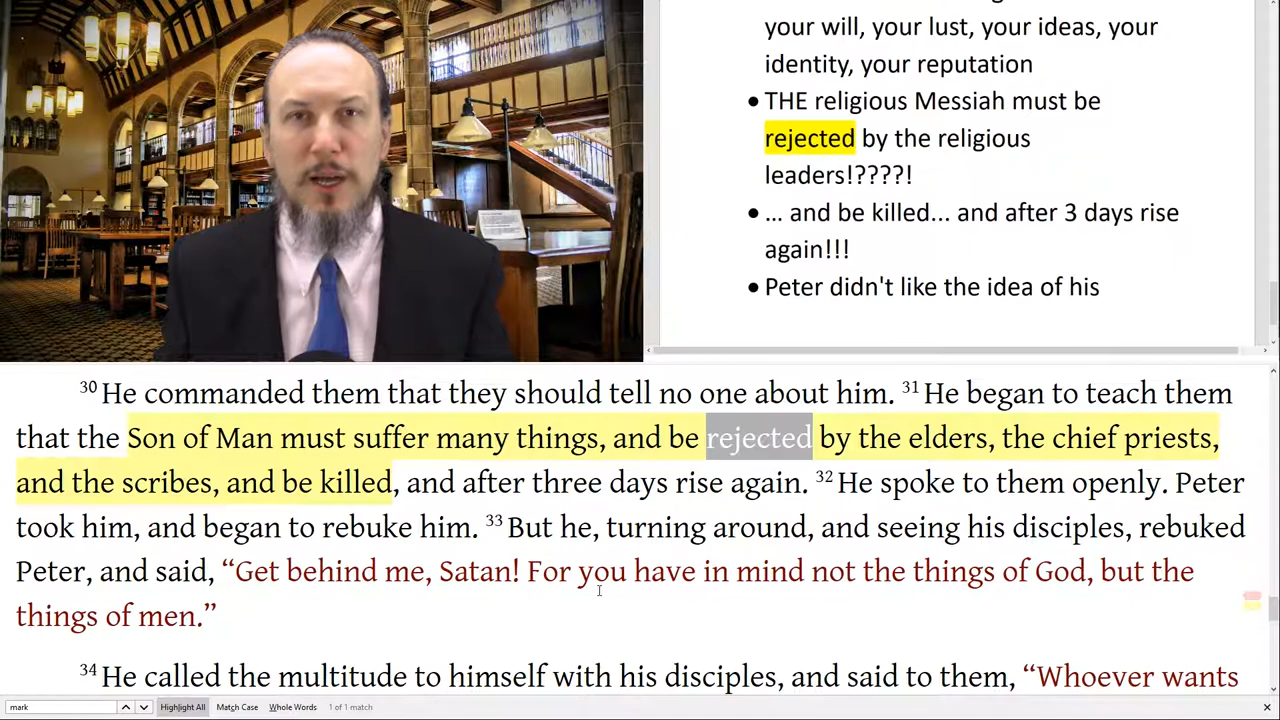 your will, your lust, your ideas, your
identity, your reputation
• THE religious Messiah must be
rejected by the religious
leaders!????!
• ... and be killed... and after 3 days rise
again!!!
• Peter didn't like the idea of his
30 He commanded them that they should tell no one about him. 31 He began to teach them
that the Son of Man must suffer many things, and be rejected by the elders, the chief priests,
and the scribes, and be killed, and after three days rise again. 32 He spoke to them openly. Peter
took him, and began to rebuke him. 33 But he, turning around, and seeing his disciples, rebuked
Peter, and said, “Get behind me, Satan! For you have in mind not the things of God, but the
things of men.”
34 He called the multitude to himself with his disciples, and said to them, “Whoever wants
mark
Highlight All
Match Case
Whole Words
1 of 1 match